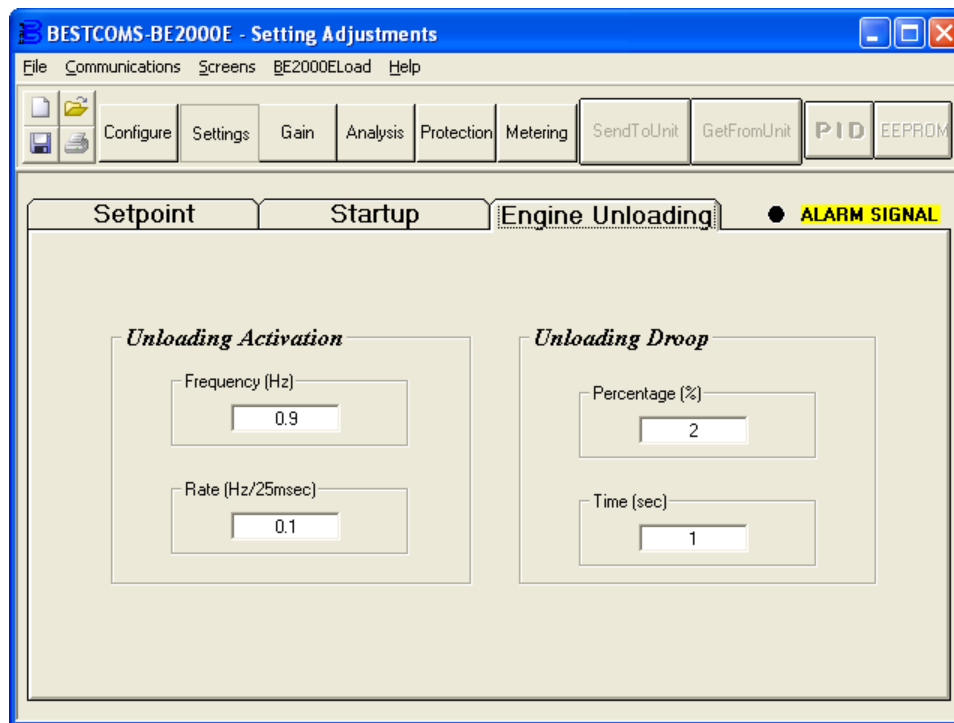 BESTCOMS-BE2000E - Setting Adjustments
File Communications Screens BE2000ELoad Help
Configure Settings Gain Analysis Protection Metering SendToUnit GetFromUnit PID EEPROM
Setpoint Startup Engine Unloading ALARM SIGNAL
Unloading Activation Unloading Droop
Frequency (Hz)
Percentage (%)
0.9
2
Rate (Hz/25msec)
Time (sec)
0.1
1